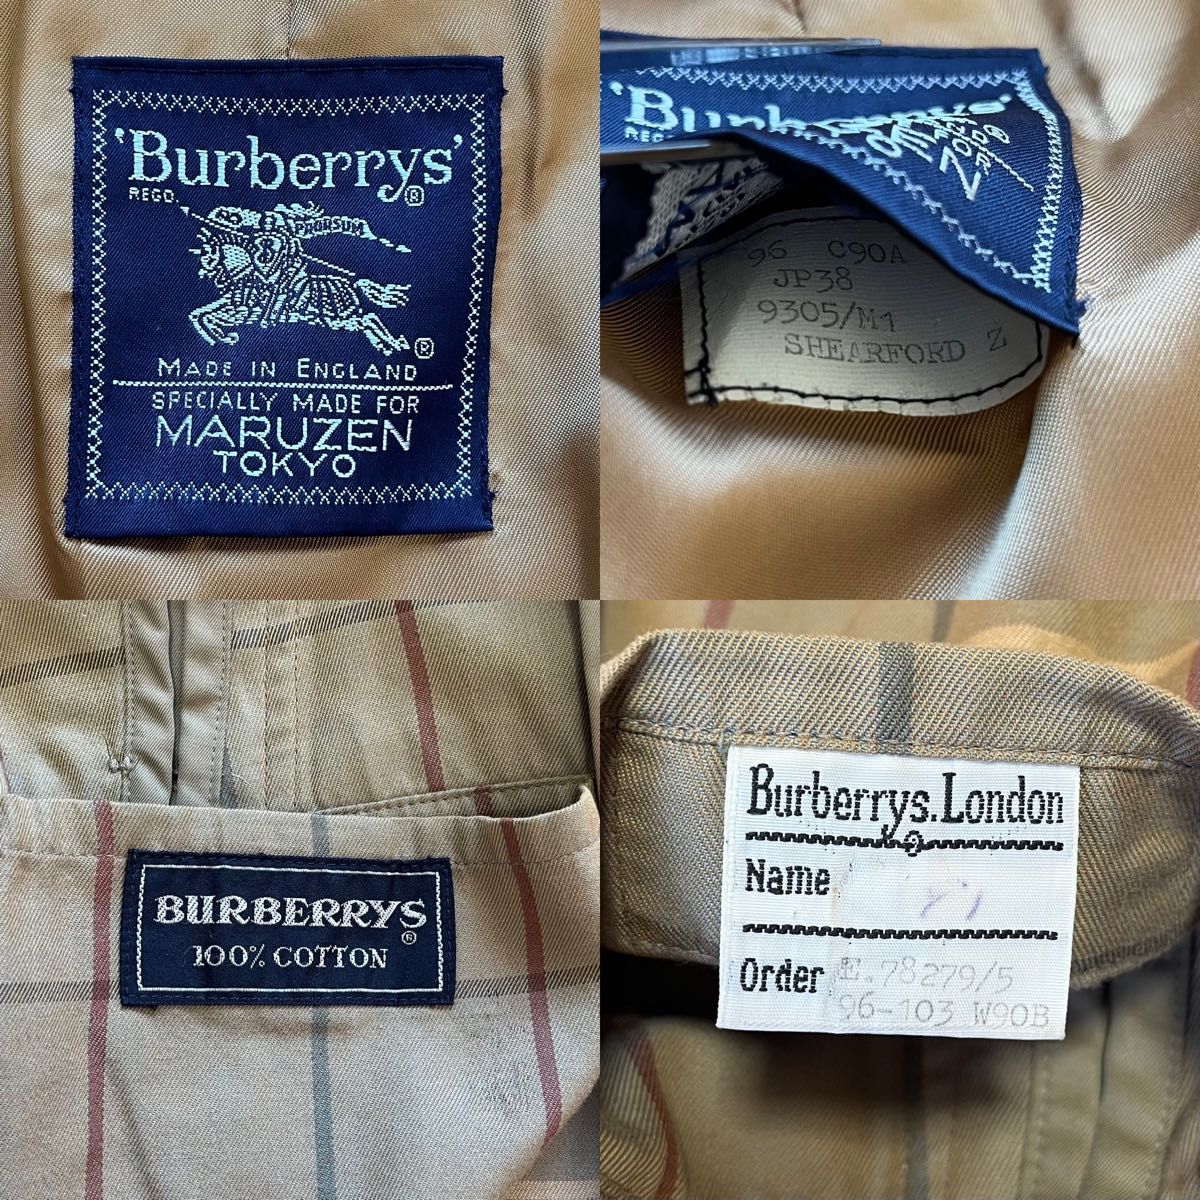 'Burberrys'®
REGD
PRORSUM
®
MADE IN ENGLAND
SPECIALLY MADE FOR
MARUZEN
TOKYO
'Burberrys'
REG
96 C90A
JP38
9305/M1
SHEARFORD Z
BURBERRYS®
100% COTTON
Burberrys.London
Name
Order E.78279/5
96-103 W90B